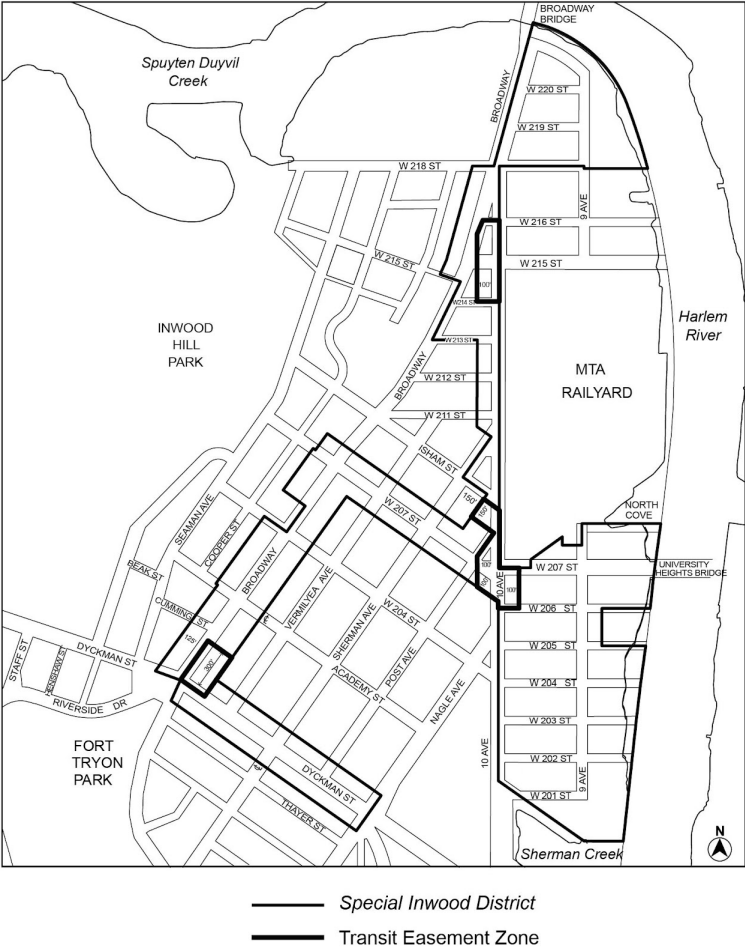 BROADWAY
BRIDGE
Spuyten Duyvil
Creek
BROADWAY
W 220 ST
W 219 ST
W 218 ST
9 AVE
W 216 ST
W 215 ST
W 215 ST
100'
W214 ST
Harlem
River
INWOOD
HILL
PARK
W 213 ST
BROADWAY
MTA
RAILYARD
W 212 ST
W 211 ST
ISHAM ST
150'
150'
W 207 ST
NORTH
COVE
SEAMAN AVE
COOPER ST
BROADWAY
VERMILYEA AVE
100'
100'
10 AVE
100'
W 207 ST
UNIVERSITY
HEIGHTS BRIDGE
BEAK ST
CUMMING ST
SHERMAN AVE
W 204 ST
POST AVE
W 206 ST
125'
W 205 ST
DYCKMAN ST
STAFF ST
HENSHAW ST
300'
ACADEMY ST
NAGLE AVE
W 204 ST
RIVERSIDE DR
W 203 ST
FORT
TRYON
PARK
10 AVE
W 202 ST
DYCKMAN ST
9 AVE
W 201 ST
THAYER ST
N
Sherman Creek
Special Inwood District
Transit Easement Zone